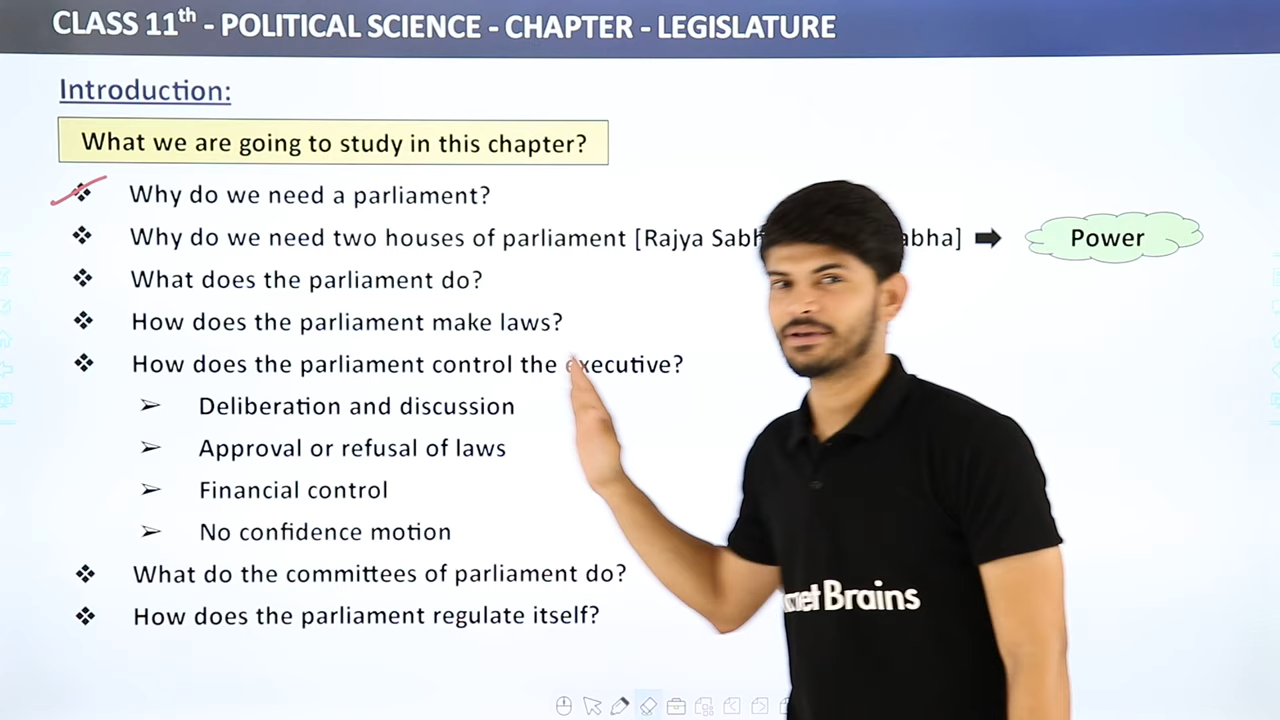 CLASS 11th - POLITICAL SCIENCE - CHAPTER - LEGISLATURE
Introduction:
What we are going to study in this chapter?
❖ Why do we need a parliament?
❖ Why do we need two houses of parliament [Rajya ➡ Power
❖ What does the parliament do?
❖ How does the parliament make laws?
❖ How does the parliament control the executive?
➢ Deliberation and discussion
➢ Approval or refusal of laws
➢ Financial control
➢ No confidence motion
❖ What do the committees of parliament do?
❖ How does the parliament regulate itself?
Brains